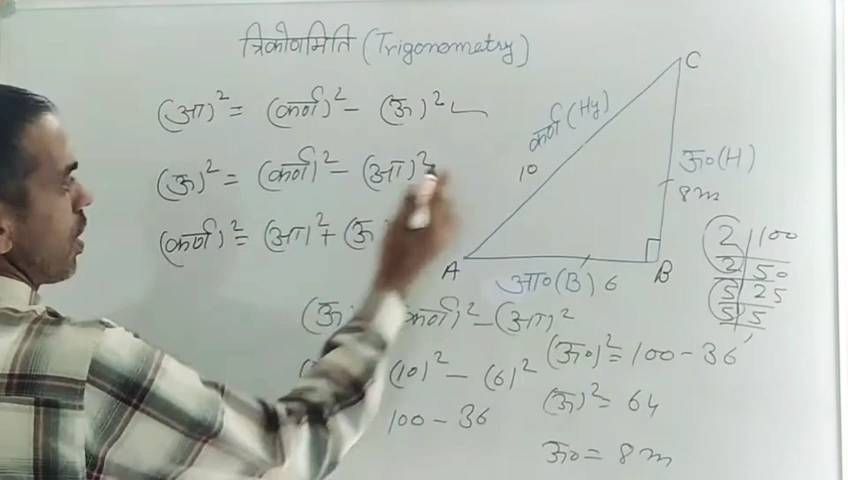 त्रिकोणमिति (Trigonometry)
(आ)² = (कर्ण)² - (ऊ)²
(ऊ)² = (कर्ण)² - (आ)²
(कर्ण)² = (आ)² + (ऊ
C
कर्ण (Hy)
10
ऊ० (H)
8m
A
आ० (B) 6
B
2 | 100
2 | 50
5 | 25
5 | 5
(ऊ कर्ण)² - (आ)²
(10)² - (6)²
100 - 36
(ऊ०)² = 100 - 36
(ऊ)² = 64
ऊ० = 8m